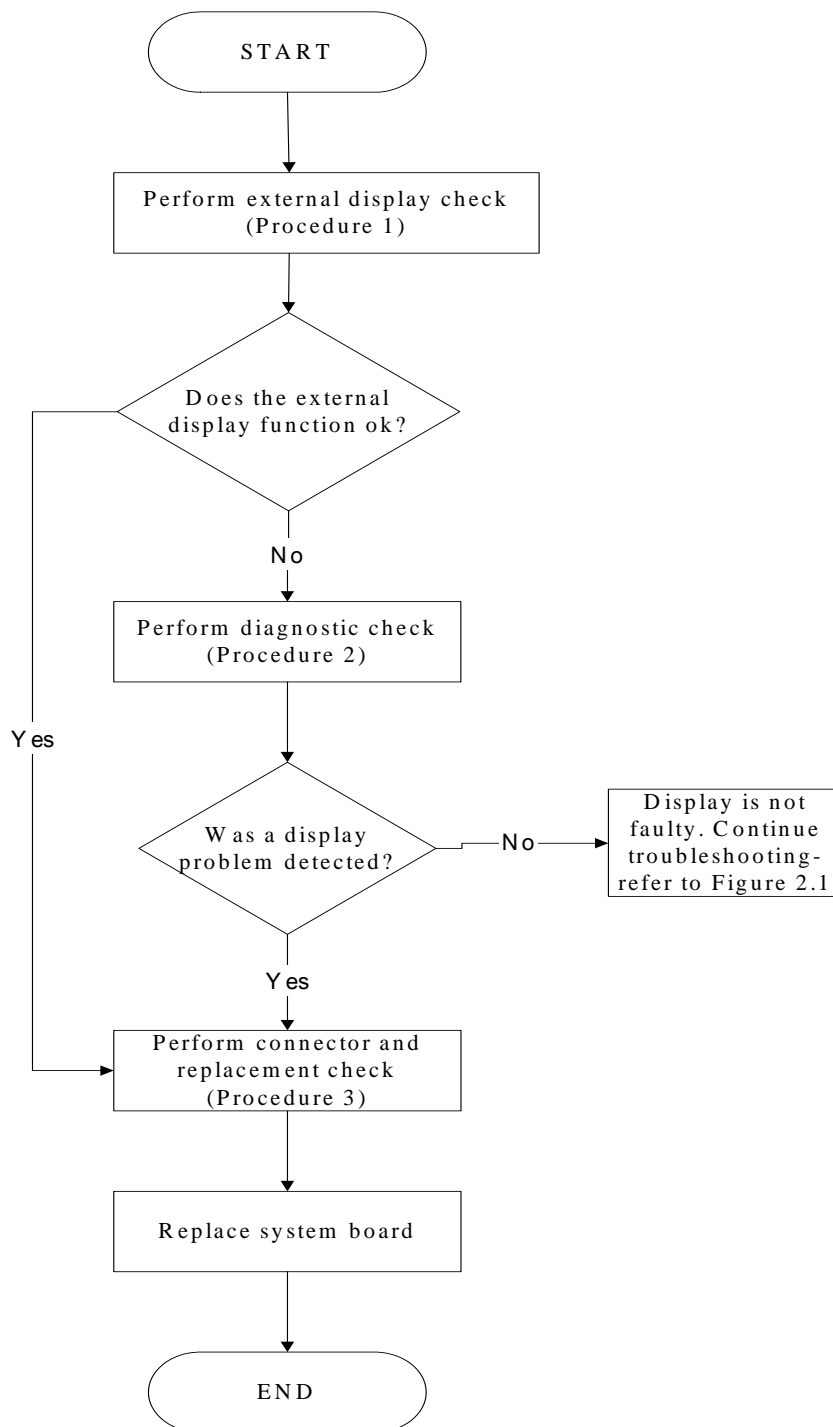 START
Perform external display check
(Procedure 1)
Does the external
display function ok?
No
Perform diagnostic check
(Procedure 2)
Yes
Was a display
problem detected?
No
Display is not
faulty. Continue
troubleshooting-
refer to Figure 2.1
Yes
Perform connector and
replacement check
(Procedure 3)
Replace system board
END